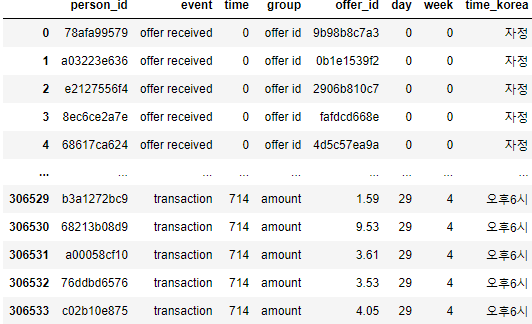 person_id event time group offer_id day week time_korea
0 78afa99579 offer received 0 offer id 9b98b8c7a3 0 0 자정
1 a03223e636 offer received 0 offer id 0b1e1539f2 0 0 자정
2 e2127556f4 offer received 0 offer id 2906b810c7 0 0 자정
3 8ec6ce2a7e offer received 0 offer id fafdcd668e 0 0 자정
4 68617ca624 offer received 0 offer id 4d5c57ea9a 0 0 자정
... ... ... ... ... ... ... ... ...
306529 b3a1272bc9 transaction 714 amount 1.59 29 4 오후6시
306530 68213b08d9 transaction 714 amount 9.53 29 4 오후6시
306531 a00058cf10 transaction 714 amount 3.61 29 4 오후6시
306532 76ddbd6576 transaction 714 amount 3.53 29 4 오후6시
306533 c02b10e875 transaction 714 amount 4.05 29 4 오후6시